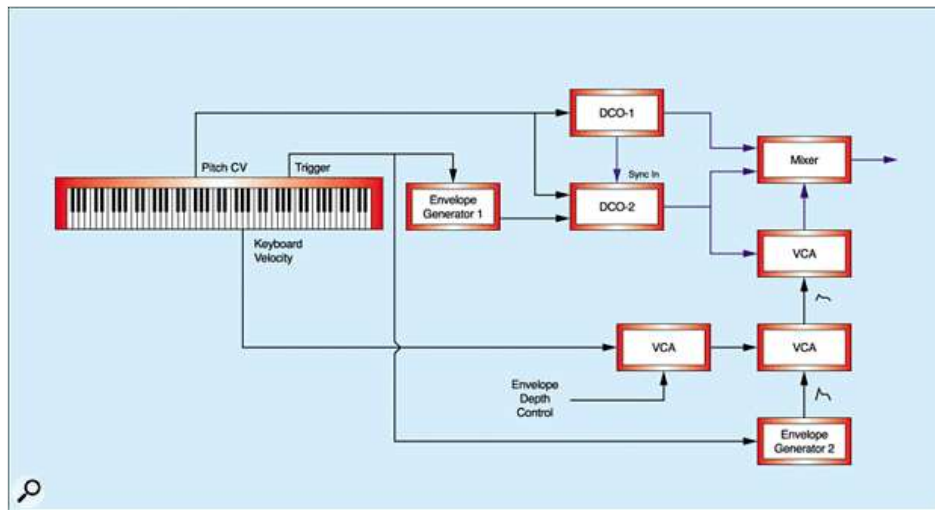 DCO-1
Pitch CV
Trigger
Mixer
Sync In
Envelope
Generator 1
DCO-2
Keyboard
Velocity
VCA
VCA
VCA
Envelope
Depth
Control
Envelope
Generator 2